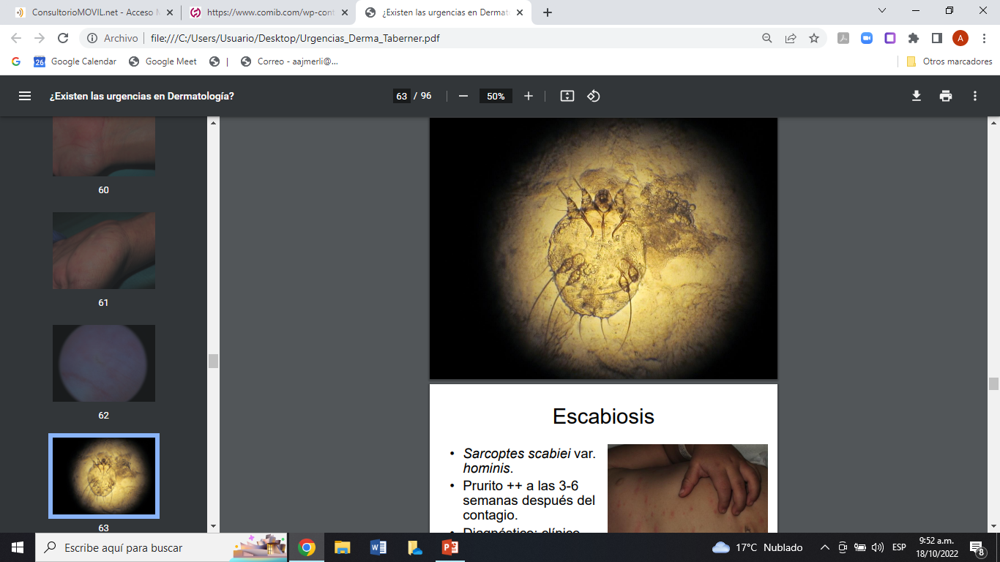 ConsultorioMOVIL.net - Acceso M
https://www.comib.com/wp-cont
¿Existen las urgencias en Dermat
Archivo
file:///C:/Users/Usuario/Desktop/Urgencias_Derma_Taberner.pdf
A
Google Calendar
Google Meet
Correo - aajmerli@...
Otros marcadores
¿Existen las urgencias en Dermatología?
63 / 96
50%
60
61
62
63
Escabiosis
• Sarcoptes scabiei var.
hominis.
• Prurito ++ a las 3-6
semanas después del
contagio.
• Diagnóstico: clínico
Escribe aquí para buscar
17°C Nublado
ESP
9:52 a.m.
18/10/2022
8